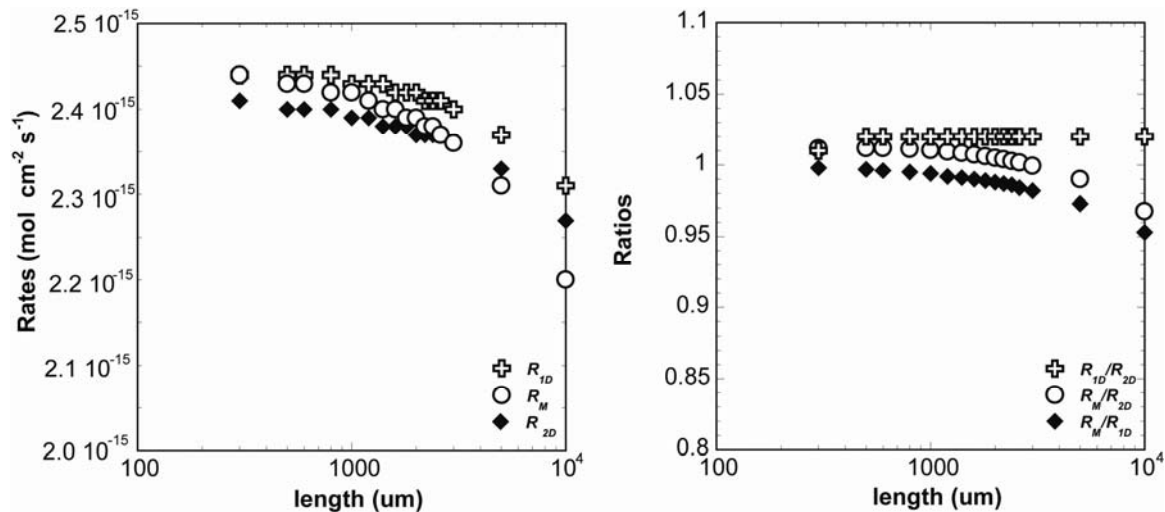 Rates (mol cm⁻² s⁻¹)
2.5 10⁻¹⁵
2.4 10⁻¹⁵
2.3 10⁻¹⁵
2.2 10⁻¹⁵
2.1 10⁻¹⁵
2.0 10⁻¹⁵
R1D
RM
R2D
100 1000 10⁴
length (um)
Ratios
1.1
1.05
1
0.95
0.9
0.85
0.8
R1D/R2D
RM/R2D
RM/R1D
100 1000 10⁴
length (um)